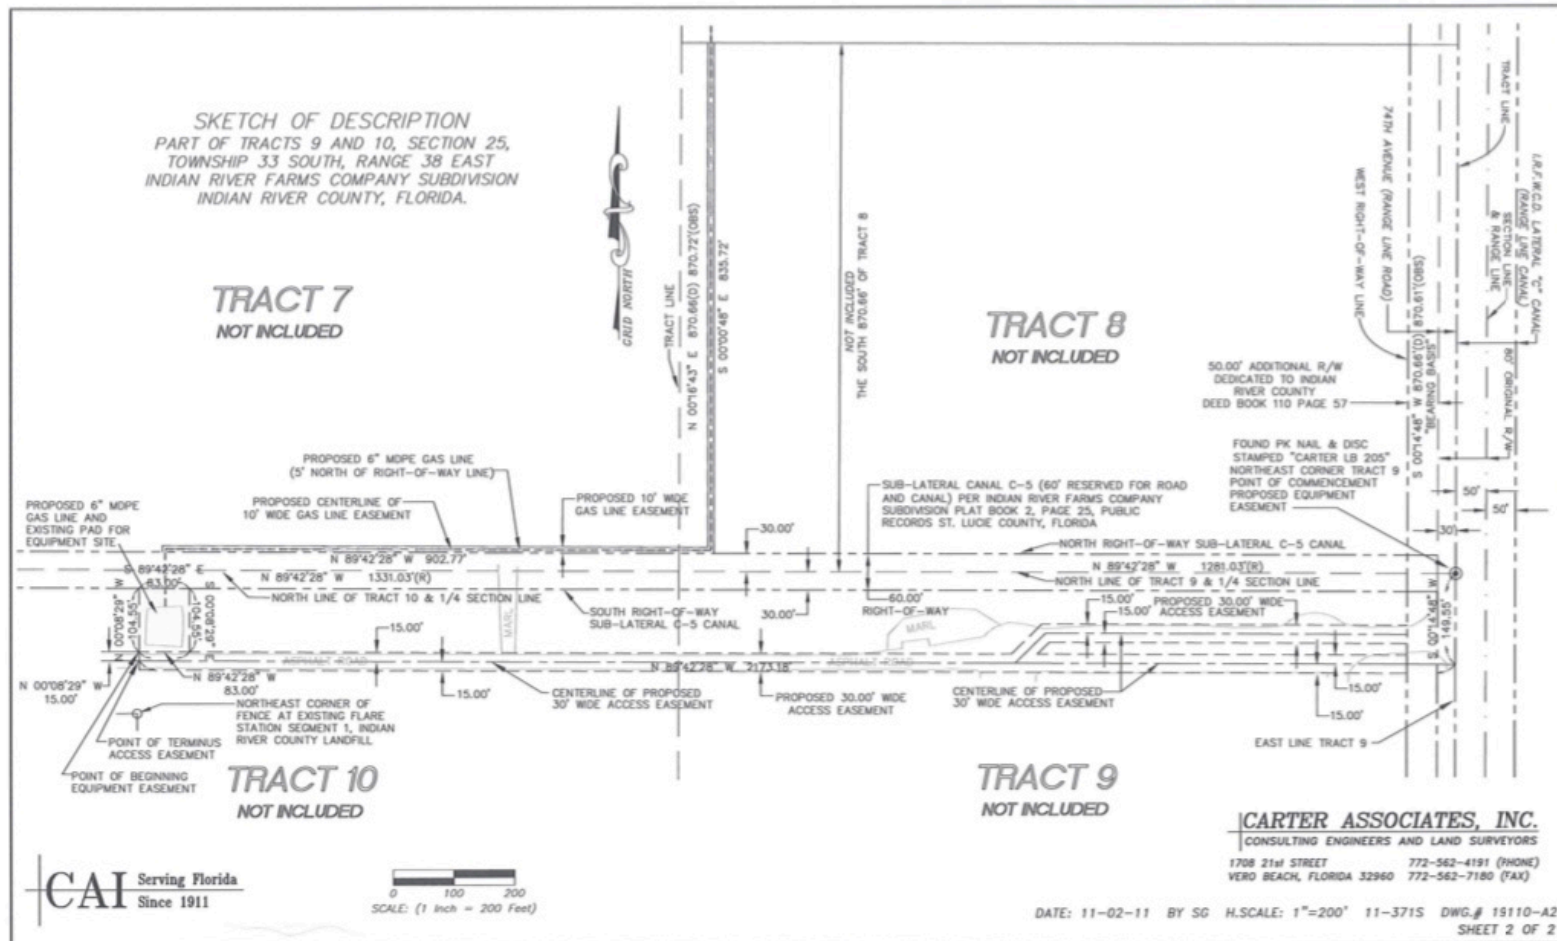 SKETCH OF DESCRIPTION
PART OF TRACTS 9 AND 10, SECTION 25,
TOWNSHIP 33 SOUTH, RANGE 38 EAST
INDIAN RIVER FARMS COMPANY SUBDIVISION
INDIAN RIVER COUNTY, FLORIDA.
GRID NORTH
TRACT 7
NOT INCLUDED
TRACT LINE
N 00°16'43" E 870.66(D) 870.72'(OBS)
S 00°00'48" E 835.72'
NOT INCLUDED
THE SOUTH 870.66' OF TRACT 8
TRACT 8
NOT INCLUDED
WEST RIGHT-OF-WAY LINE
74TH AVENUE (RANGE LINE ROAD)
TRACT LINE
SECTION LINE
& RANGE LINE
I.R.F.W.C.D. LATERAL "C" CANAL
(RANGE LINE CANAL)
80' ORIGINAL R/W
S 00°14'48" W 870.66'(D) 870.61'(OBS)
"BEARING BASIS"
50.00' ADDITIONAL R/W
DEDICATED TO INDIAN
RIVER COUNTY
DEED BOOK 110 PAGE 57
FOUND PK NAIL & DISC
STAMPED "CARTER LB 205"
NORTHEAST CORNER TRACT 9
POINT OF COMMENCEMENT
PROPOSED EQUIPMENT
EASEMENT
50'
50'
30'
PROPOSED 6" MDPE GAS LINE
(5' NORTH OF RIGHT-OF-WAY LINE)
PROPOSED CENTERLINE OF
10' WIDE GAS LINE EASEMENT
PROPOSED 10' WIDE
GAS LINE EASEMENT
PROPOSED 6" MDPE
GAS LINE AND
EXISTING PAD FOR
EQUIPMENT SITE
SUB-LATERAL CANAL C-5 (60' RESERVED FOR ROAD
AND CANAL) PER INDIAN RIVER FARMS COMPANY
SUBDIVISION PLAT BOOK 2, PAGE 25, PUBLIC
RECORDS ST. LUCIE COUNTY, FLORIDA
30.00'
NORTH RIGHT-OF-WAY SUB-LATERAL C-5 CANAL
N 89°42'28" W 902.77'
N 89°42'28" W 1331.03'(R)
N 89°42'28" W 1281.03'(R)
NORTH LINE OF TRACT 10 & 1/4 SECTION LINE
NORTH LINE OF TRACT 9 & 1/4 SECTION LINE
S 89°42'28" E
83.00'
N 00°08'29" W
104.55'
S 00°08'29" E
104.55'
SOUTH RIGHT-OF-WAY
SUB-LATERAL C-5 CANAL
30.00'
60.00'
RIGHT-OF-WAY
MARL
MARL
15.00'
15.00'
PROPOSED 30.00' WIDE
ACCESS EASEMENT
S 00°14'48" W
149.55'
15.00'
ASPHALT ROAD
N 89°42'28" W 2173.18'
ASPHALT ROAD
N 00°08'29" W
15.00'
N 89°42'28" W
83.00'
15.00'
CENTERLINE OF PROPOSED
30' WIDE ACCESS EASEMENT
PROPOSED 30.00' WIDE
ACCESS EASEMENT
CENTERLINE OF PROPOSED
30' WIDE ACCESS EASEMENT
15.00'
15.00'
NORTHEAST CORNER OF
FENCE AT EXISTING FLARE
STATION SEGMENT 1, INDIAN
RIVER COUNTY LANDFILL
POINT OF TERMINUS
ACCESS EASEMENT
POINT OF BEGINNING
EQUIPMENT EASEMENT
EAST LINE TRACT 9
TRACT 10
NOT INCLUDED
TRACT 9
NOT INCLUDED
CARTER ASSOCIATES, INC.
CONSULTING ENGINEERS AND LAND SURVEYORS
1708 21st STREET 772-562-4191 (PHONE)
VERO BEACH, FLORIDA 32960 772-562-7180 (FAX)
CAI Serving Florida
Since 1911
0 100 200
SCALE: (1 Inch = 200 Feet)
DATE: 11-02-11 BY SG H.SCALE: 1"=200' 11-371S DWG.# 19110-A2
SHEET 2 OF 2